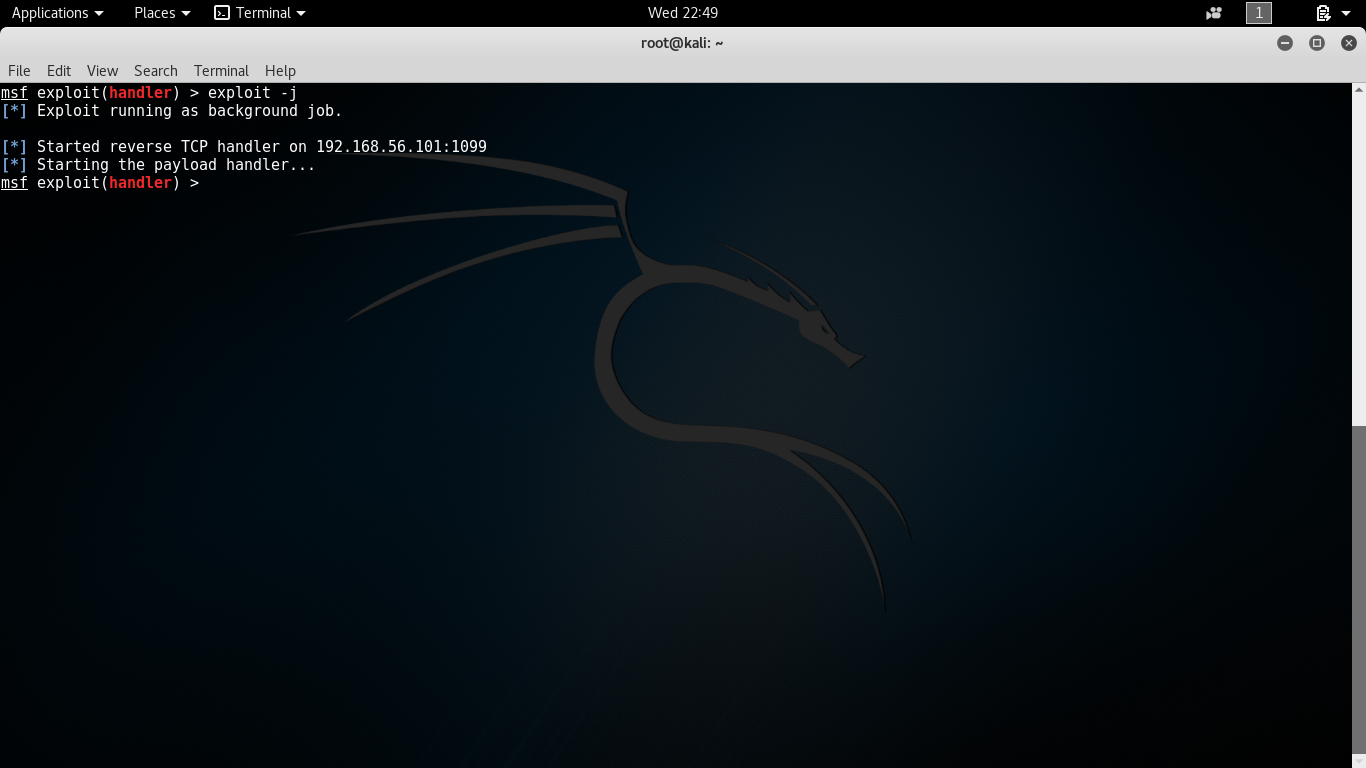 Applications Places Terminal Wed 22:49 1
root@kali: ~
File Edit View Search Terminal Help
msf exploit(handler) > exploit -j
[*] Exploit running as background job.
[*] Started reverse TCP handler on 192.168.56.101:1099
[*] Starting the payload handler...
msf exploit(handler) >